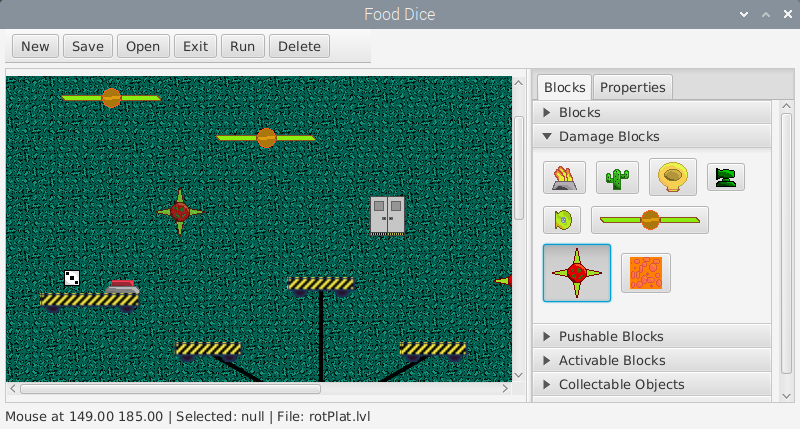 Food Dice
New Save Open Exit Run Delete
Blocks Properties
Blocks
Damage Blocks
Pushable Blocks
Activable Blocks
Collectable Objects
Mouse at 149.00 185.00 | Selected: null | File: rotPlat.lvl